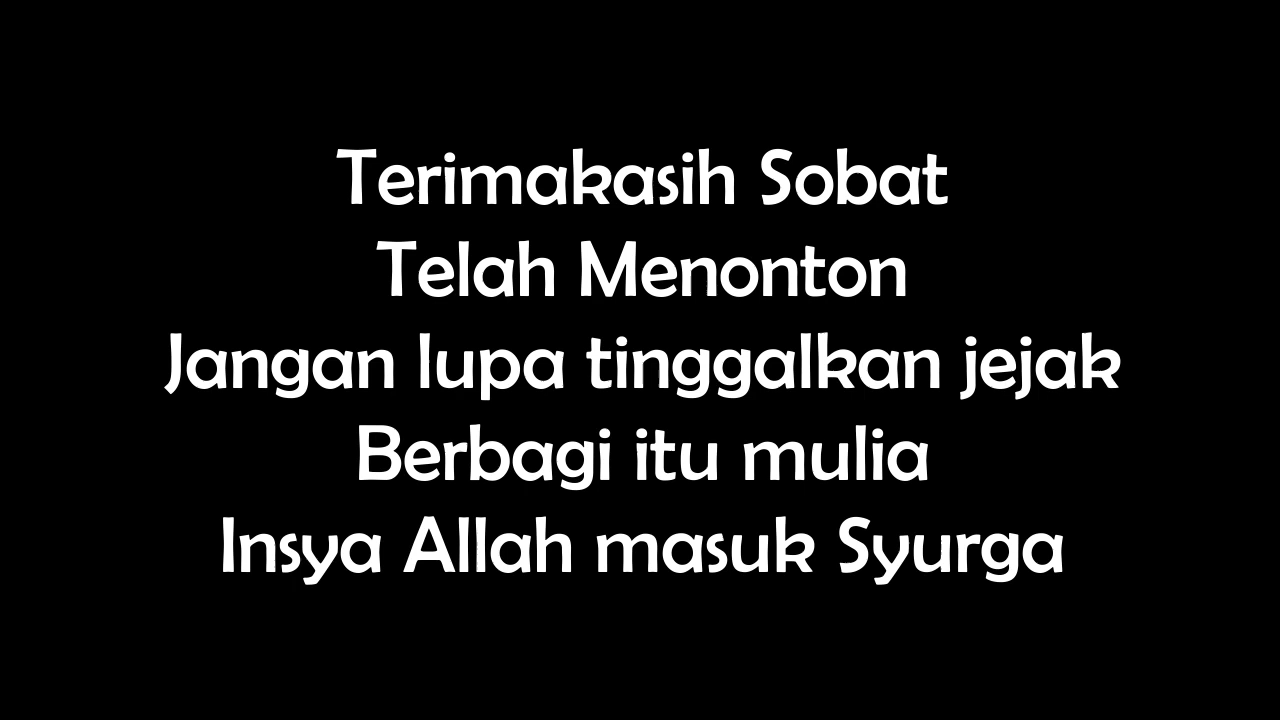 Terimakasih Sobat
Telah Menonton
Jangan lupa tinggalkan jejak
Berbagi itu mulia
Insya Allah masuk Syurga